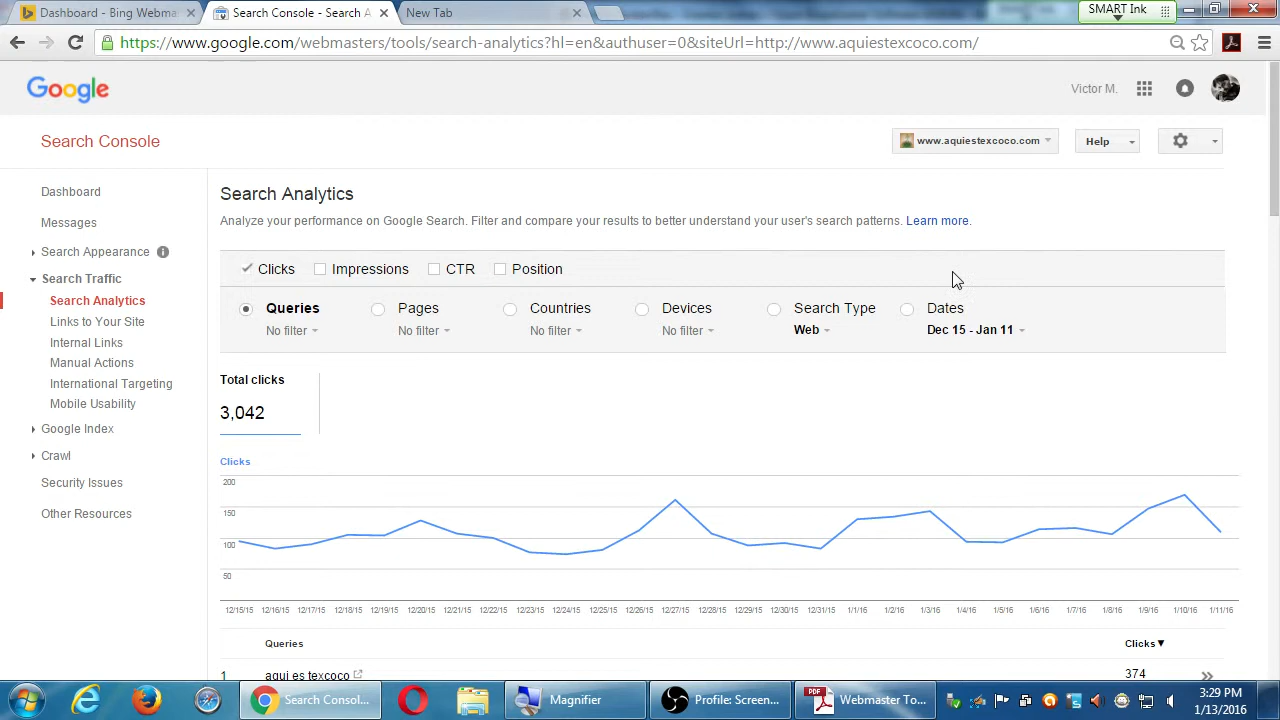 Dashboard - Bing Webma
Search Console - Search A
New Tab
SMART Ink
https://www.google.com/webmasters/tools/search-analytics?hl=en&authuser=0&siteUrl=http://www.aquiestexcoco.com/
Google
Victor M.
Search Console
www.aquiestexcoco.com
Help
Dashboard
Messages
Search Appearance
Search Traffic
Search Analytics
Links to Your Site
Internal Links
Manual Actions
International Targeting
Mobile Usability
Google Index
Crawl
Security Issues
Other Resources
Search Analytics
Analyze your performance on Google Search. Filter and compare your results to better understand your user's search patterns. Learn more.
Clicks Impressions CTR Position
Queries Pages Countries Devices Search Type Dates
No filter No filter No filter No filter Web Dec 15 - Jan 11
Total clicks
3,042
Clicks
200
150
100
50
12/15/15 12/16/15 12/17/15 12/18/15 12/19/15 12/20/15 12/21/15 12/22/15 12/23/15 12/24/15 12/25/15 12/26/15 12/27/15 12/28/15 12/29/15 12/30/15 12/31/15 1/1/16 1/2/16 1/3/16 1/4/16 1/5/16 1/6/16 1/7/16 1/8/16 1/9/16 1/10/16 1/11/16
Queries Clicks▼
1 aqui es texcoco 374 »
Search Consol...
Magnifier
Profile: Screen...
PDF
Webmaster To...
3:29 PM
1/13/2016